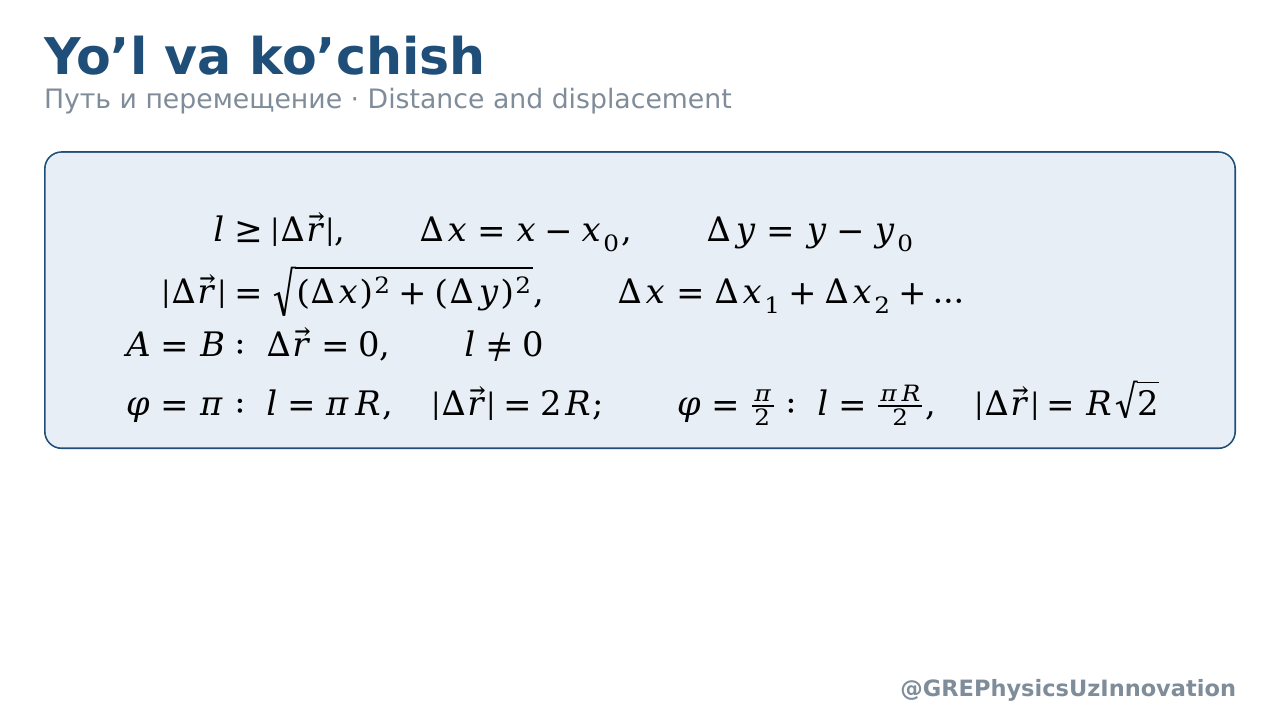 Yo’l va ko’chish
Путь и перемещение · Distance and displacement
l ≥ |Δr⃗|, Δx = x − x₀, Δy = y − y₀
|Δr⃗| = √((Δx)² + (Δy)²), Δx = Δx₁ + Δx₂ + ...
A = B : Δr⃗ = 0, l ≠ 0
φ = π : l = πR, |Δr⃗| = 2R; φ = π/2 : l = πR/2, |Δr⃗| = R√2
@GREPhysicsUzInnovation